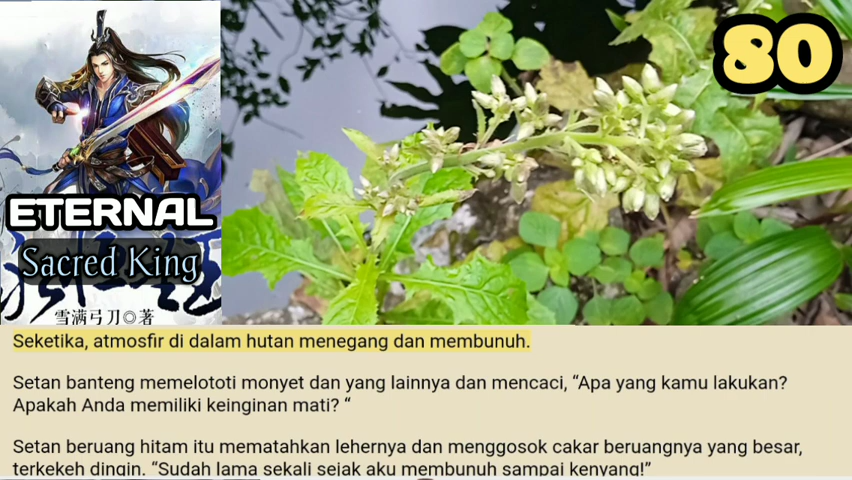 80
ETERNAL
Sacred King
雪满弓刀◎著
Seketika, atmosfir di dalam hutan menegang dan membunuh.
Setan banteng memelototi monyet dan yang lainnya dan mencaci, “Apa yang kamu lakukan?
Apakah Anda memiliki keinginan mati? “
Setan beruang hitam itu mematahkan lehernya dan menggosok cakar beruangnya yang besar,
terkekeh dingin. “Sudah lama sekali sejak aku membunuh sampai kenyang!”